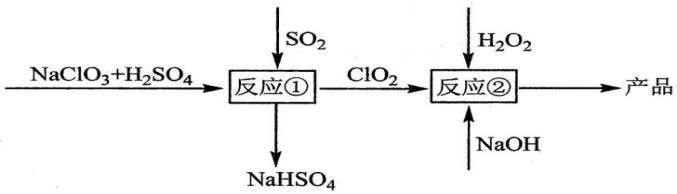 SO₂
H₂O₂
NaClO₃+H₂SO₄
反应①
ClO₂
反应②
产品
NaOH
NaHSO₄